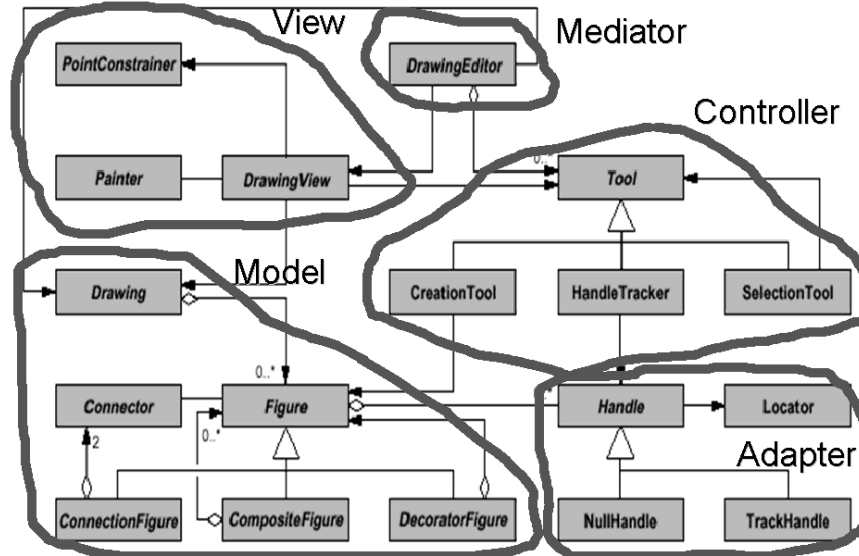 View
Mediator
PointConstrainer
DrawingEditor
Controller
Painter
DrawingView
0..*
Tool
Model
Drawing
CreationTool
HandleTracker
SelectionTool
0..*
Connector
Figure
Handle
Locator
2
0..*
Adapter
ConnectionFigure
CompositeFigure
DecoratorFigure
NullHandle
TrackHandle